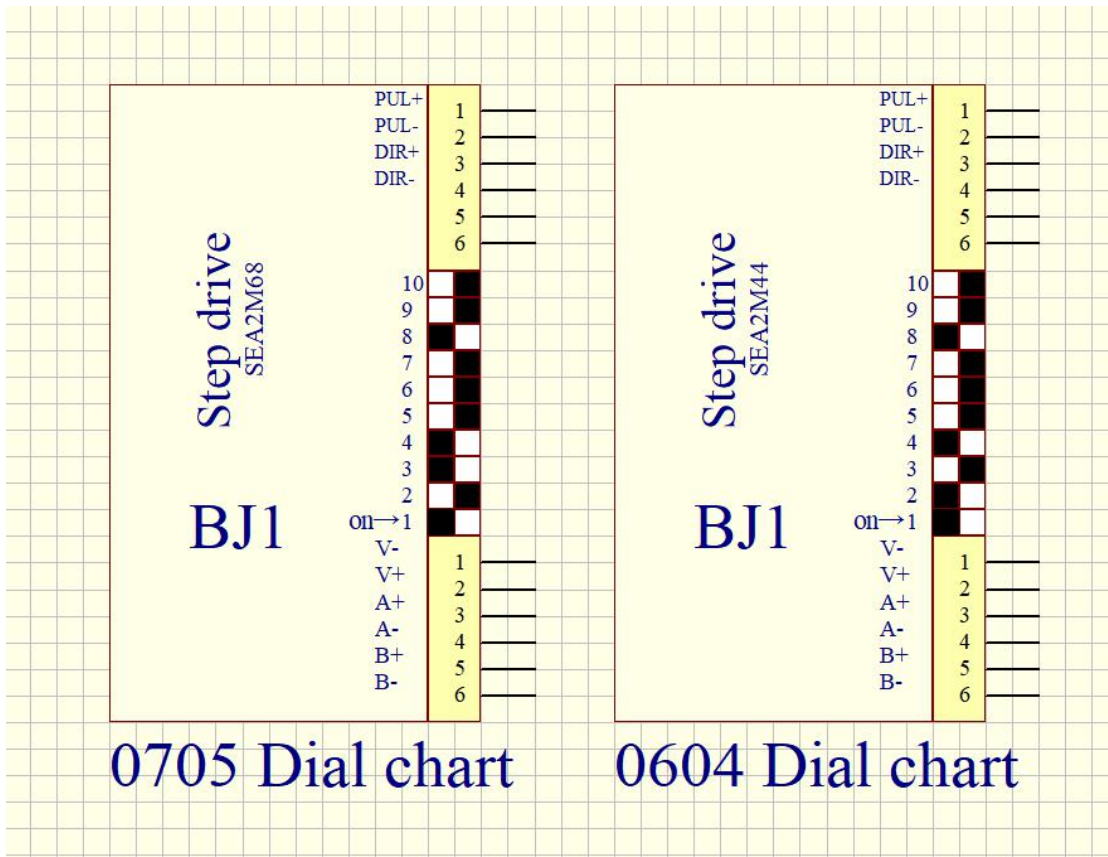 PUL+ 1
PUL- 2
DIR+ 3
DIR- 4
5
6
Step drive
SEA2M68
10
9
8
7
6
5
4
3
2
on→1
BJ1
V- 1
V+ 2
A+ 3
A- 4
B+ 5
B- 6
0705 Dial chart
PUL+ 1
PUL- 2
DIR+ 3
DIR- 4
5
6
Step drive
SEA2M44
10
9
8
7
6
5
4
3
2
on→1
BJ1
V- 1
V+ 2
A+ 3
A- 4
B+ 5
B- 6
0604 Dial chart